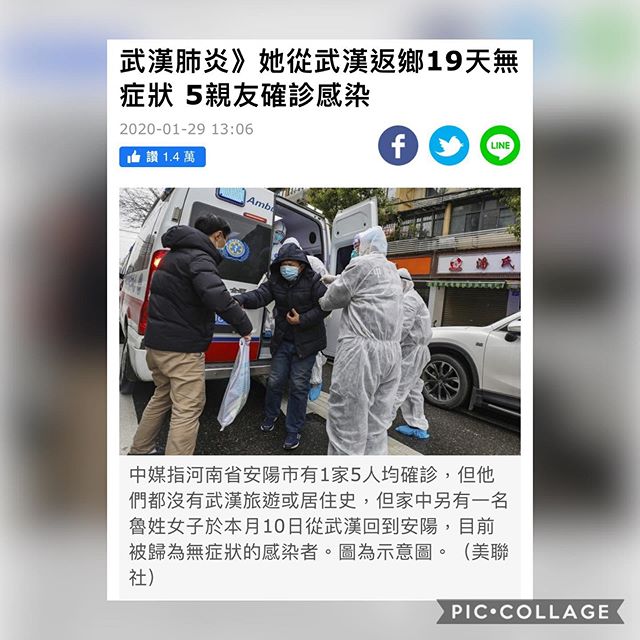 武漢肺炎》她從武漢返鄉19天無
症狀 5親友確診感染
2020-01-29 13:06
讚 1.4 萬
LINE
Ambu
潘氏
中媒指河南省安陽市有1家5人均確診，但他
們都沒有武漢旅遊或居住史，但家中另有一名
魯姓女子於本月10日從武漢回到安陽，目前
被歸為無症狀的感染者。圖為示意圖。（美聯
社）
PIC•COLLAGE